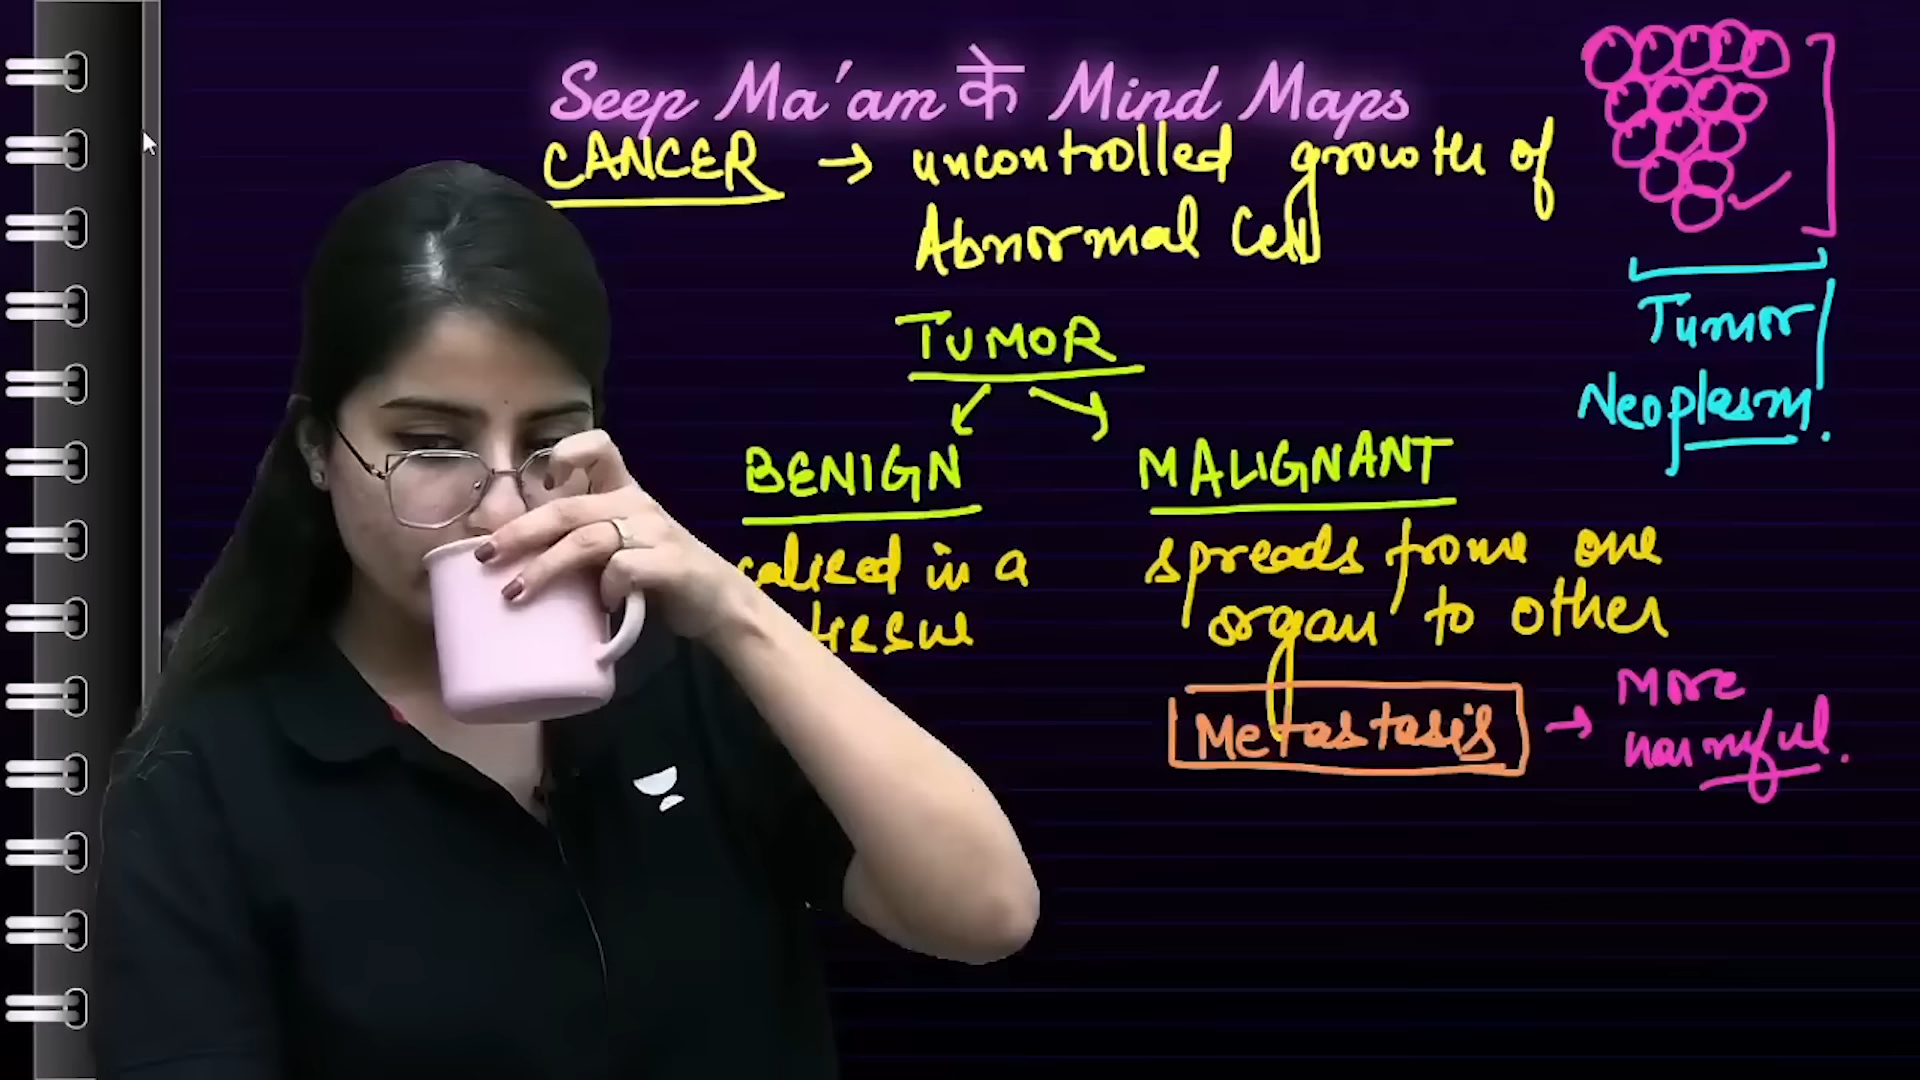 Seep Ma'am के Mind Maps
CANCER → uncontrolled growth of
Abnormal Cell
Tumor
Neoplasm.
TUMOR
BENIGN
MALIGNANT
in a
tissue
spreads from one
organ to other
Metastasis → More
harmful.